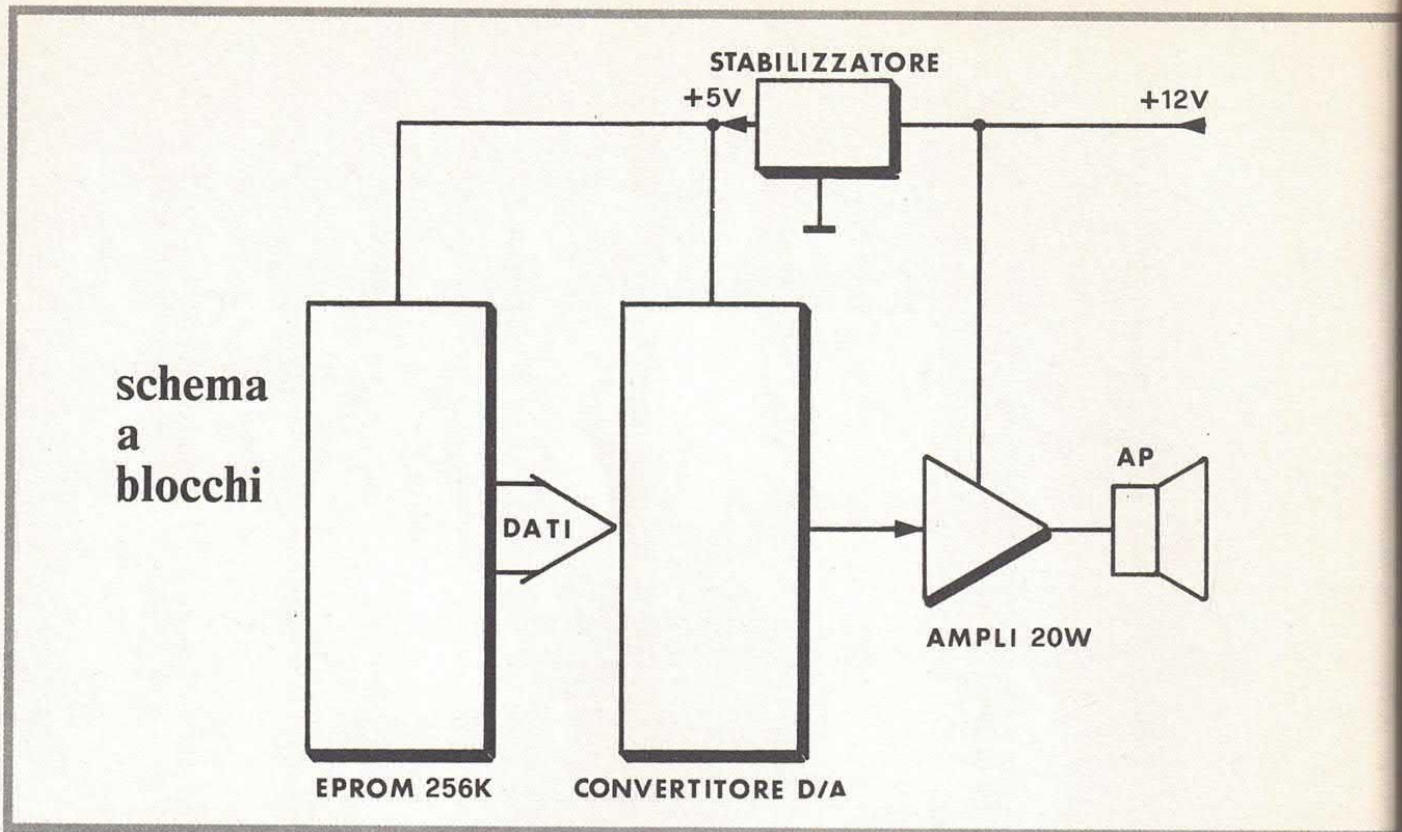 STABILIZZATORE
+5V
+12V
schema
a
blocchi
DATI
AP
AMPLI 20W
EPROM 256K
CONVERTITORE D/A